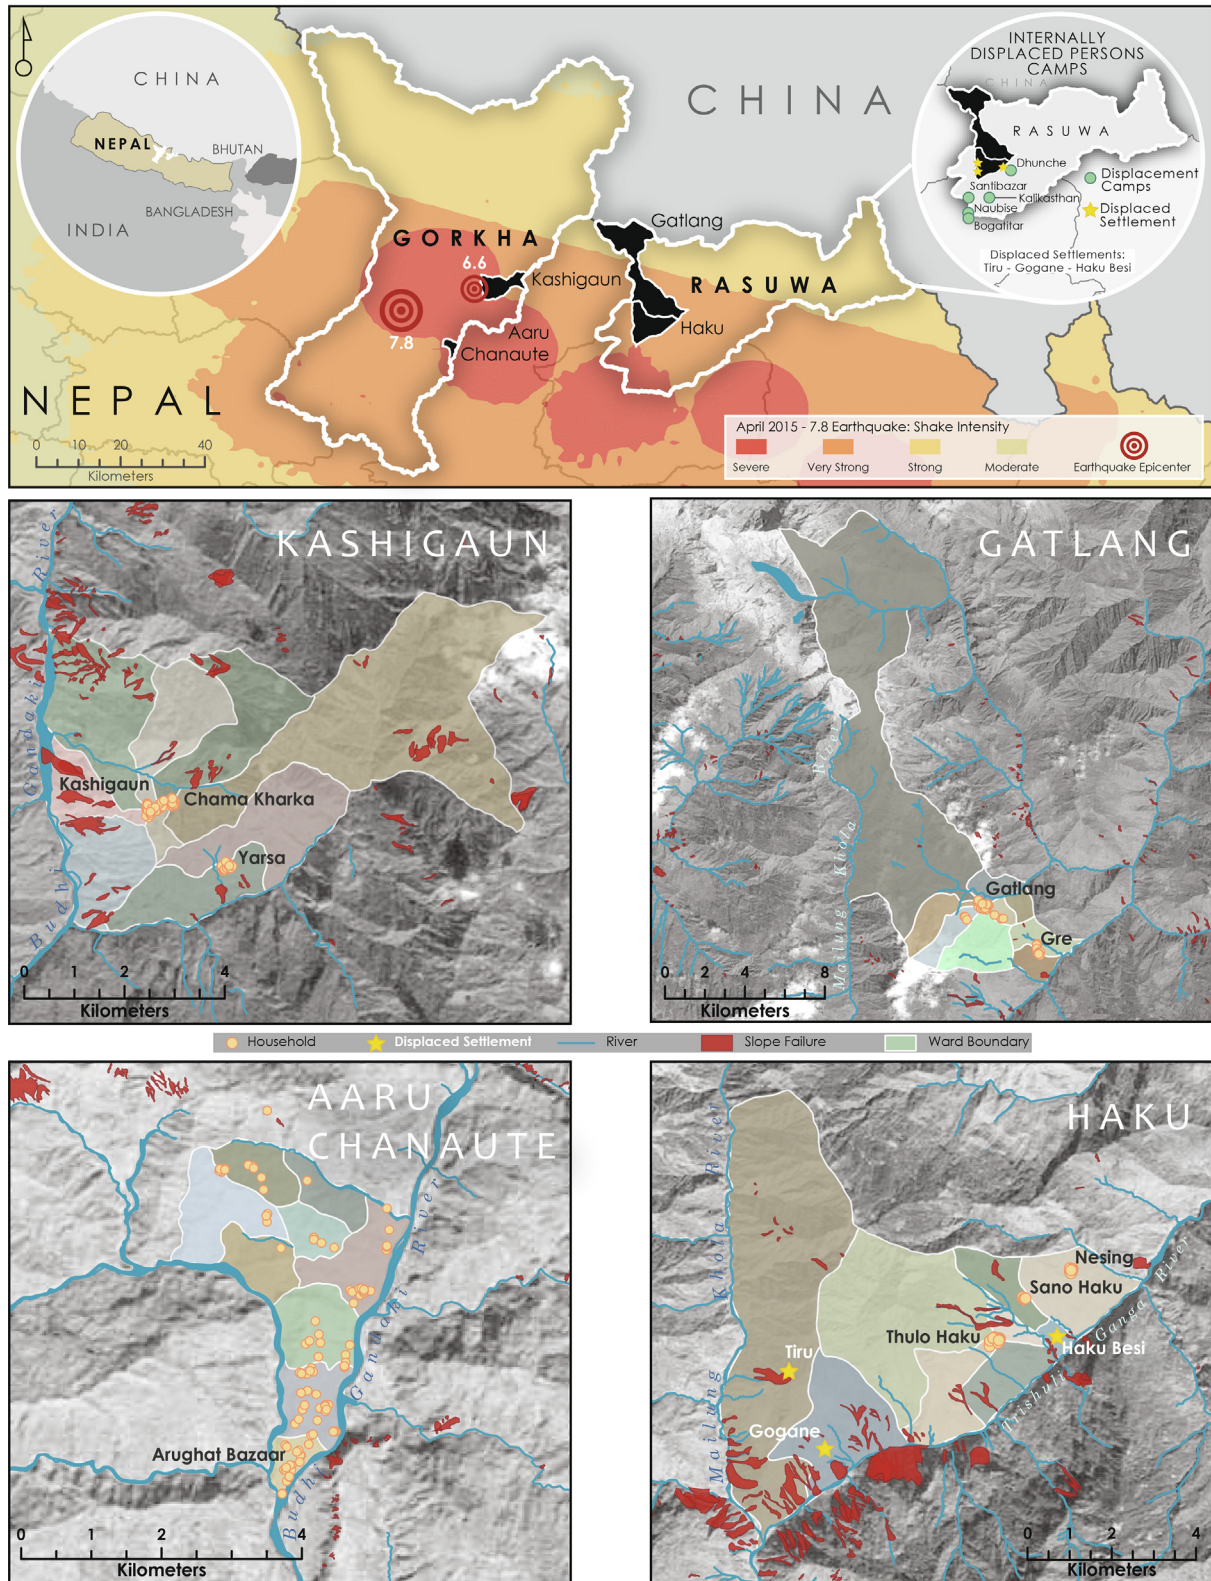 CHINA
NEPAL
BHUTAN
BANGLADESH
INDIA
CHINA
INTERNALLY
DISPLACED PERSONS
CAMPS
CHINA
RASUWA
Dhunche
Santibazar
Kalikasthan
Naubise
Bogatitar
Displacement
Camps
Displaced
Settlement
Displaced Settlements:
Tiru - Gogane - Haku Besi
GORKHA
6.6
7.8
Kashigaun
Aaru
Chanaute
Gatlang
RASUWA
Haku
NEPAL
0 20 40
Kilometers
April 2015 - 7.8 Earthquake: Shake Intensity
Severe Very Strong Strong Moderate Earthquake Epicenter
KASHIGAUN
Budhi Gandaki River
Kashigaun
Chama Kharka
Yarsa
0 1 2 4
Kilometers
GATLANG
Mailung Khola River
Gatlang
Gre
0 2 4 8
Kilometers
Household Displaced Settlement River Slope Failure Ward Boundary
AARU
CHANAUTE
Budhi Gandaki River
Arughat Bazaar
0 1 2 4
Kilometers
HAKU
Mailung Khola River
Nesing
Sano Haku
Thulo Haku
Haku Besi
Tiru
Gogane
Trishuli Ganga River
0 1 2 4
Kilometers